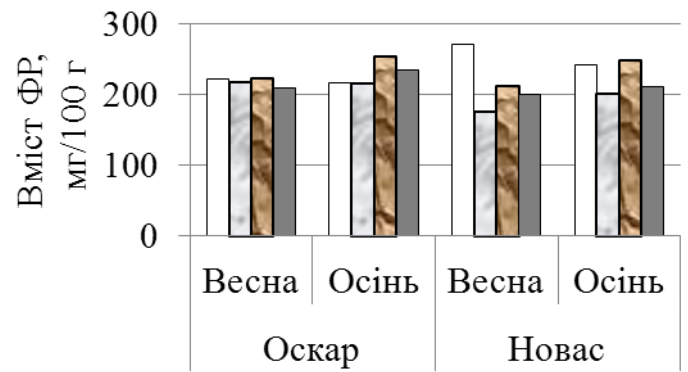 Вміст ФР,
мг/100 г
300
200
100
0
Весна Осінь Весна Осінь
Оскар Новас